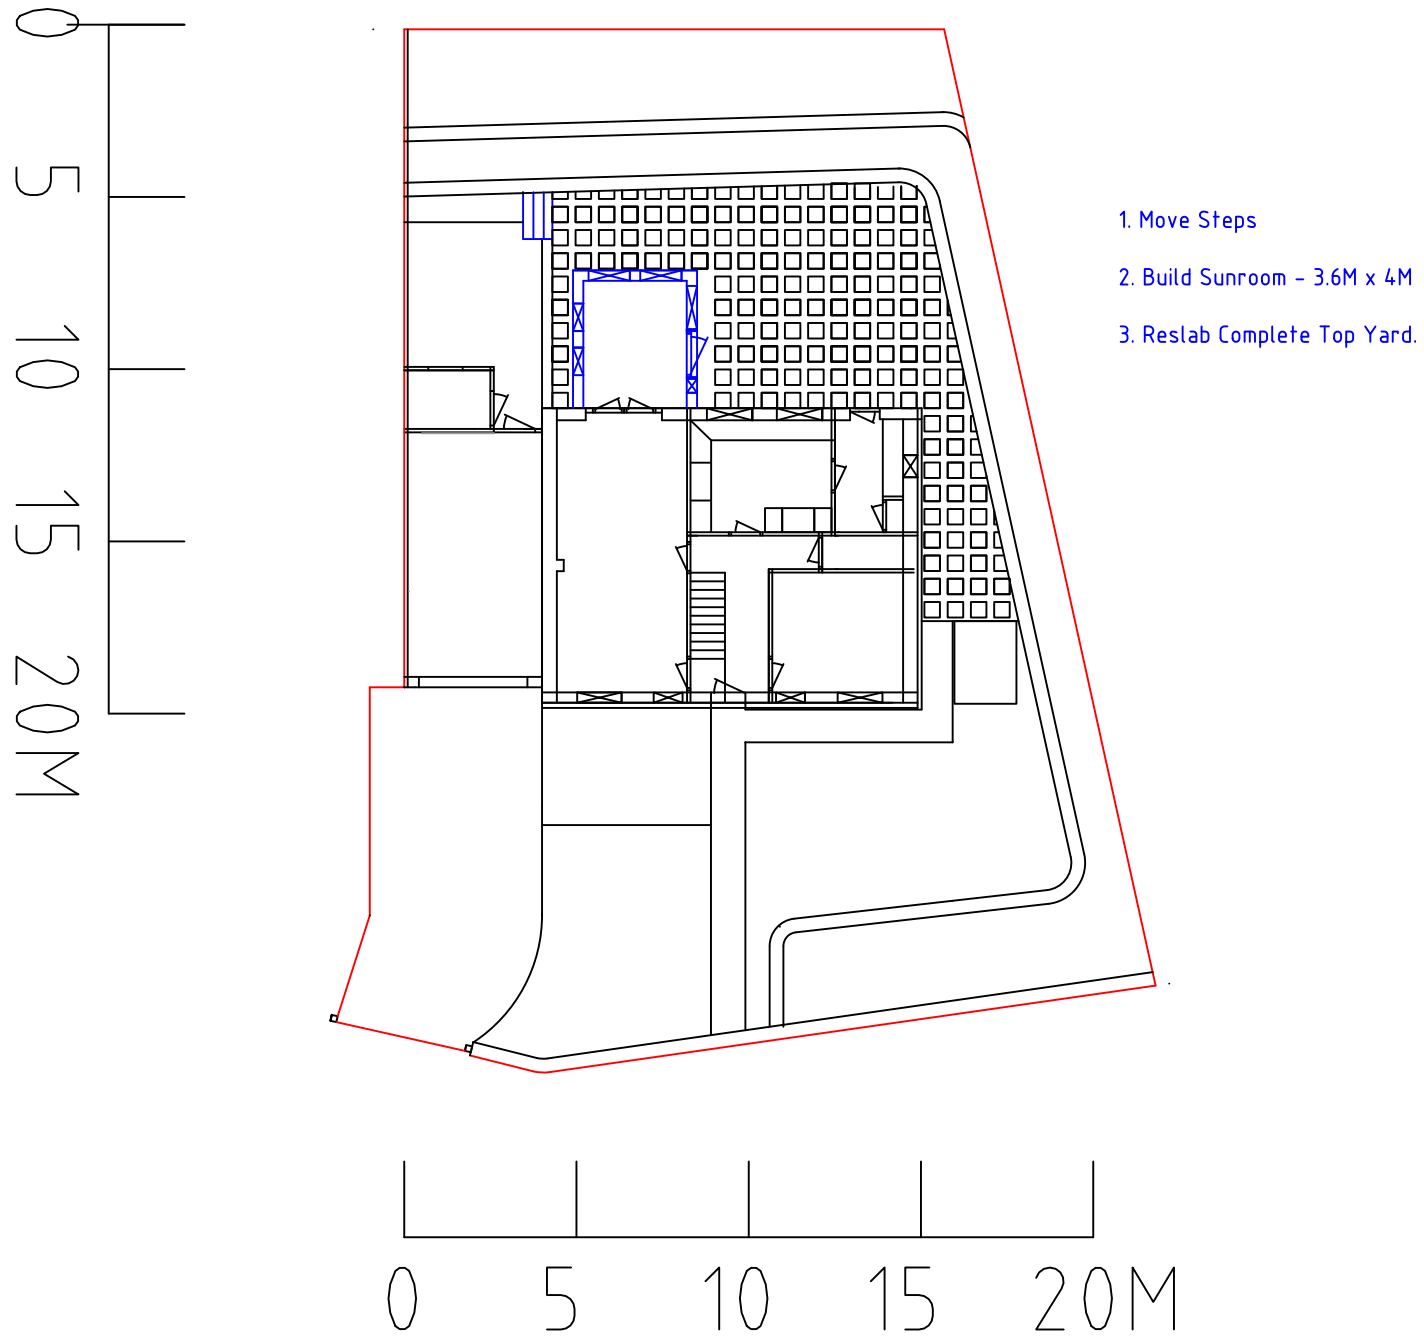 0
5
10
15
20M
1. Move Steps
2. Build Sunroom - 3.6M x 4M
3. Reslab Complete Top Yard.
0 5 10 15 20M